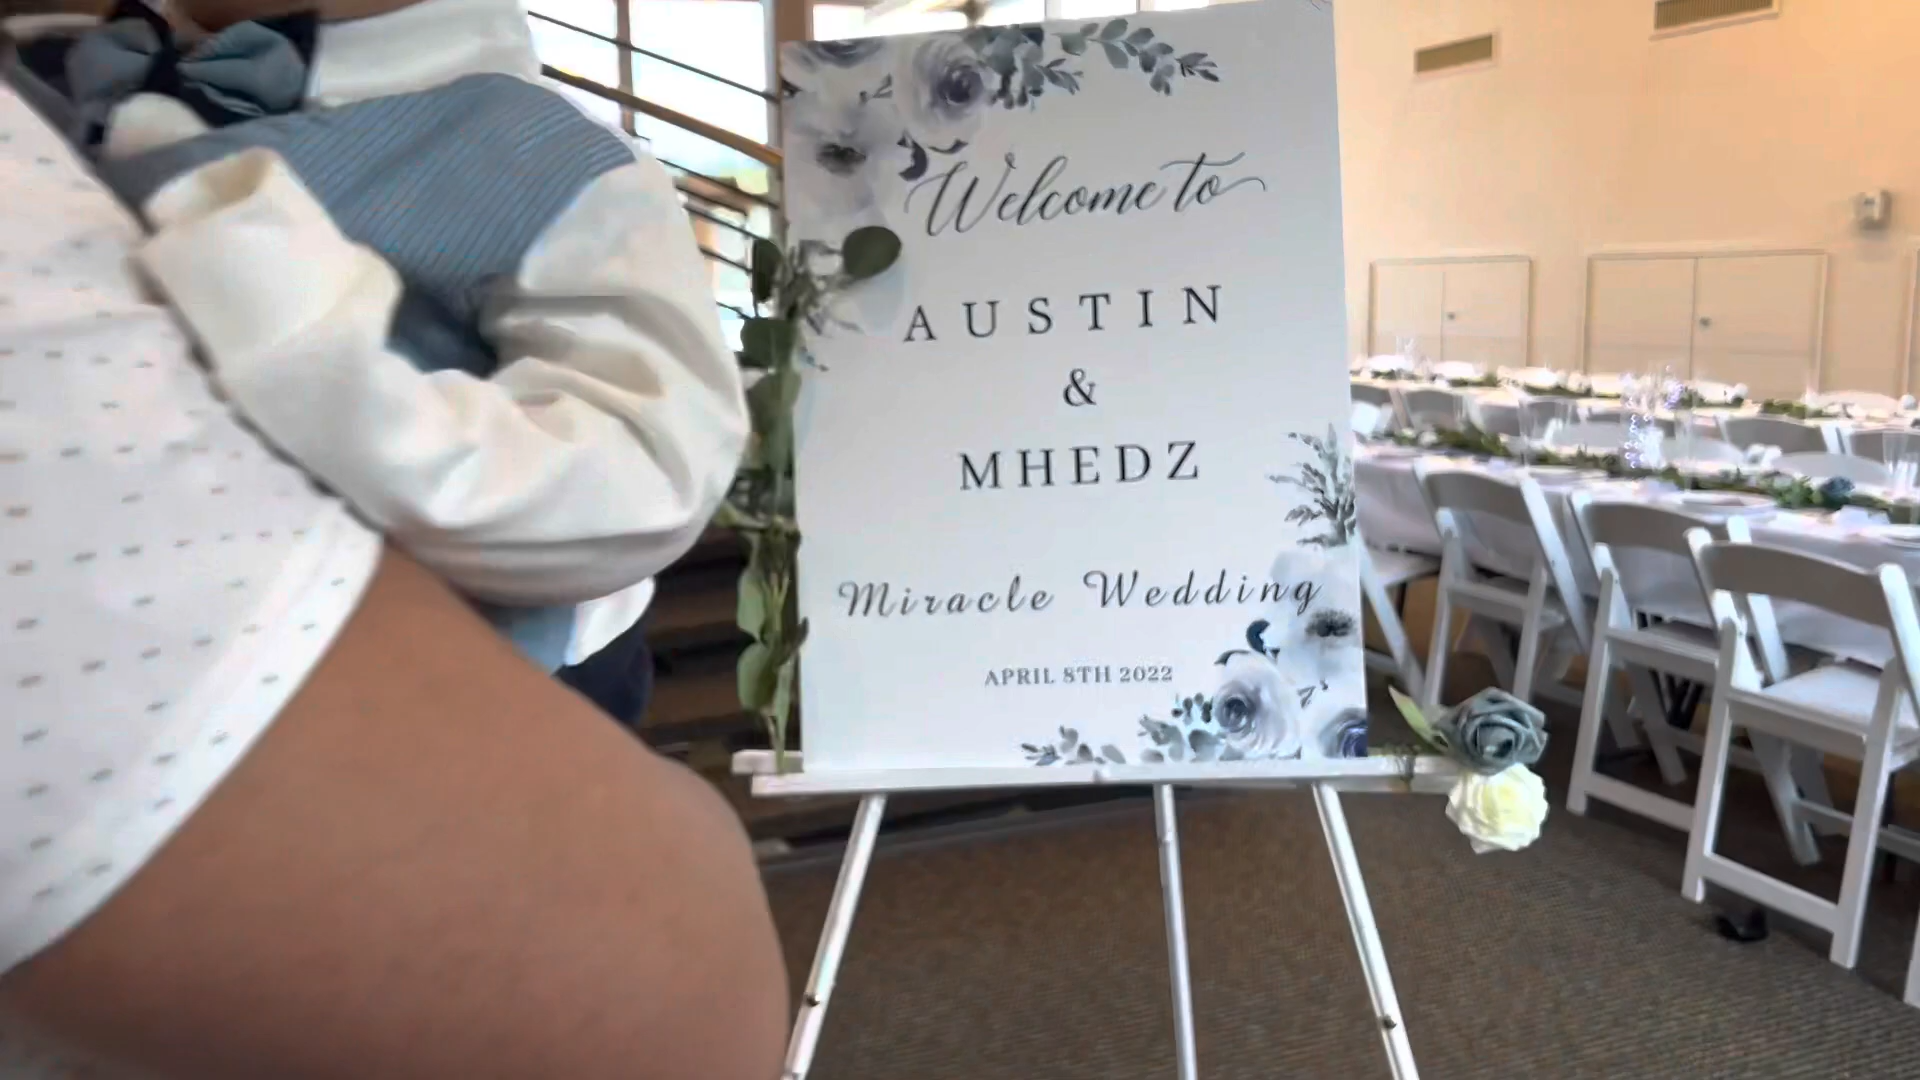 Welcome to
AUSTIN
&
MHEDZ
Miracle Wedding
APRIL 8TH 2022